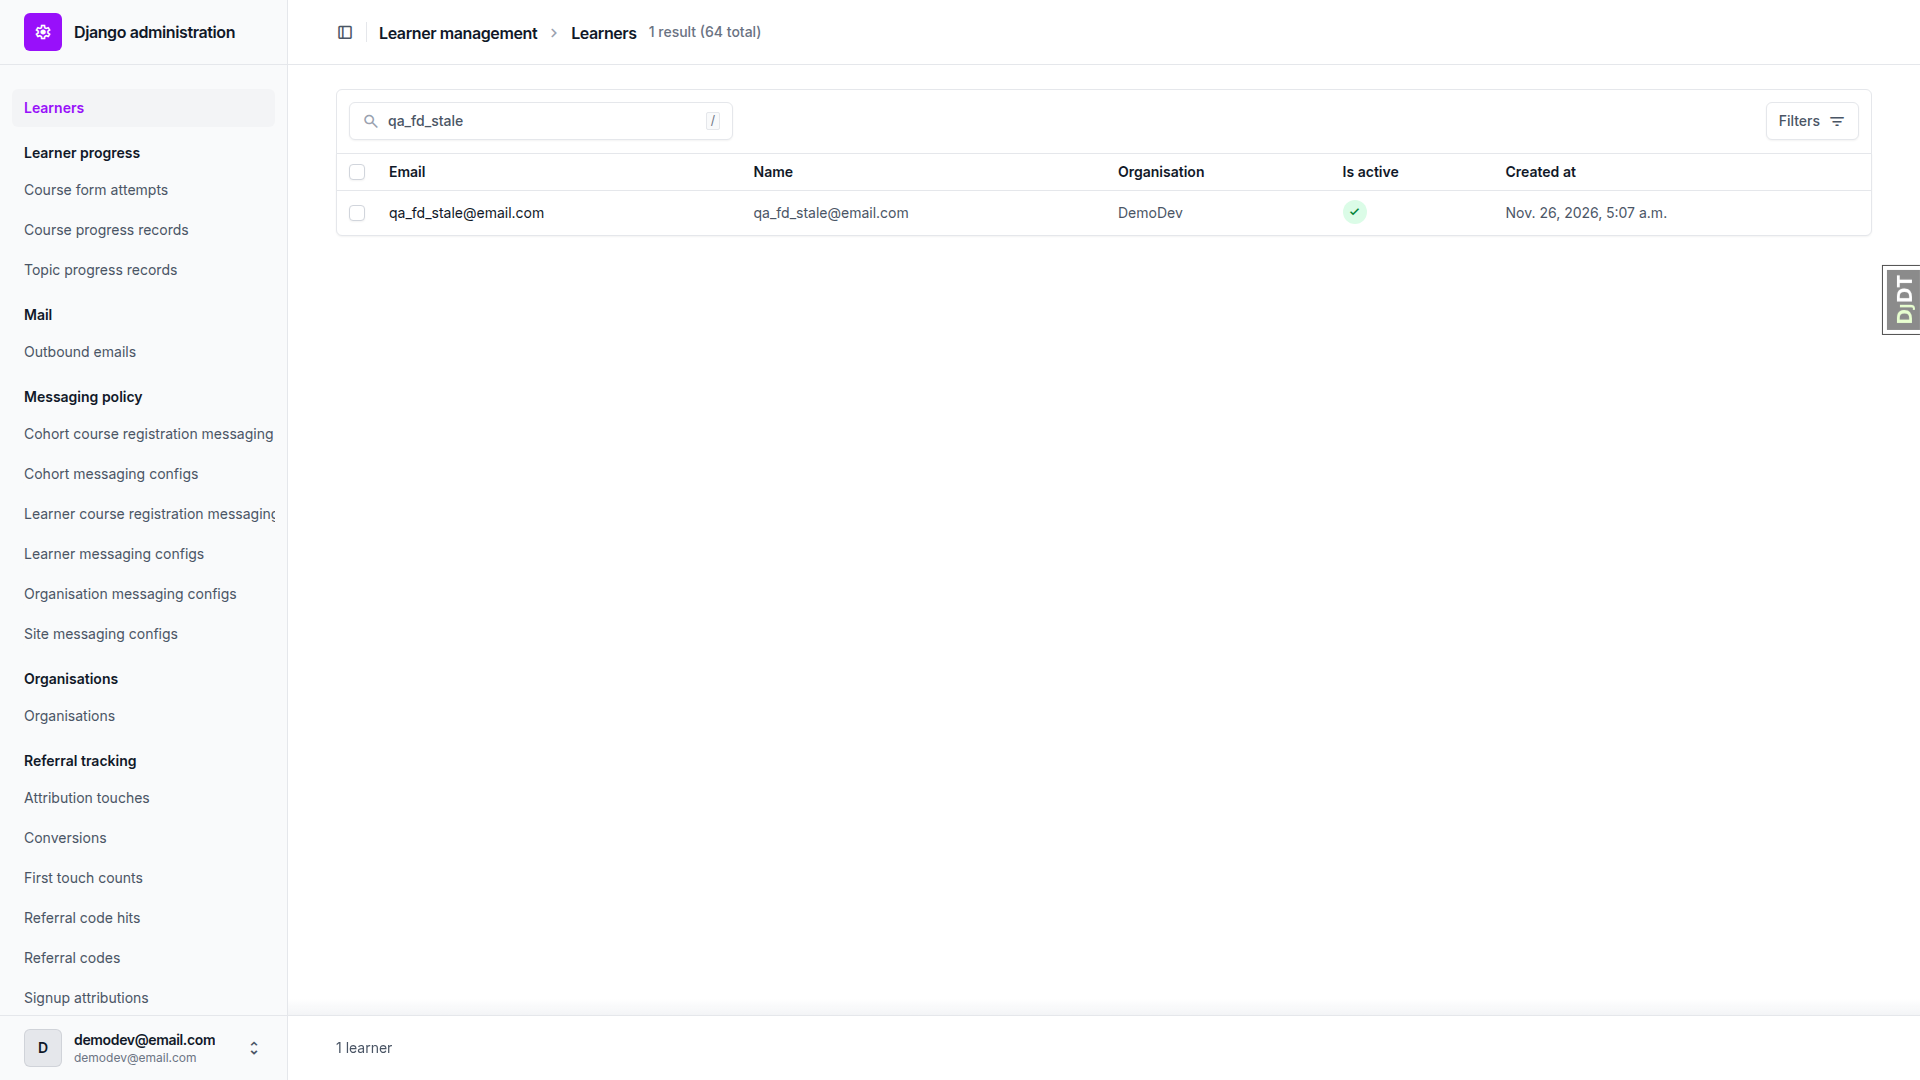 Django administration
Learners
Learner progress
Course form attempts
Course progress records
Topic progress records
Mail
Outbound emails
Messaging policy
Cohort course registration messaging
Cohort messaging configs
Learner course registration messaging
Learner messaging configs
Organisation messaging configs
Site messaging configs
Organisations
Organisations
Referral tracking
Attribution touches
Conversions
First touch counts
Referral code hits
Referral codes
Signup attributions
D
demodev@email.com
demodev@email.com
Learner management > Learners 1 result (64 total)
qa_fd_stale /
Filters
Email Name Organisation Is active Created at
qa_fd_stale@email.com qa_fd_stale@email.com DemoDev Nov. 26, 2026, 5:07 a.m.
DjDT
1 learner